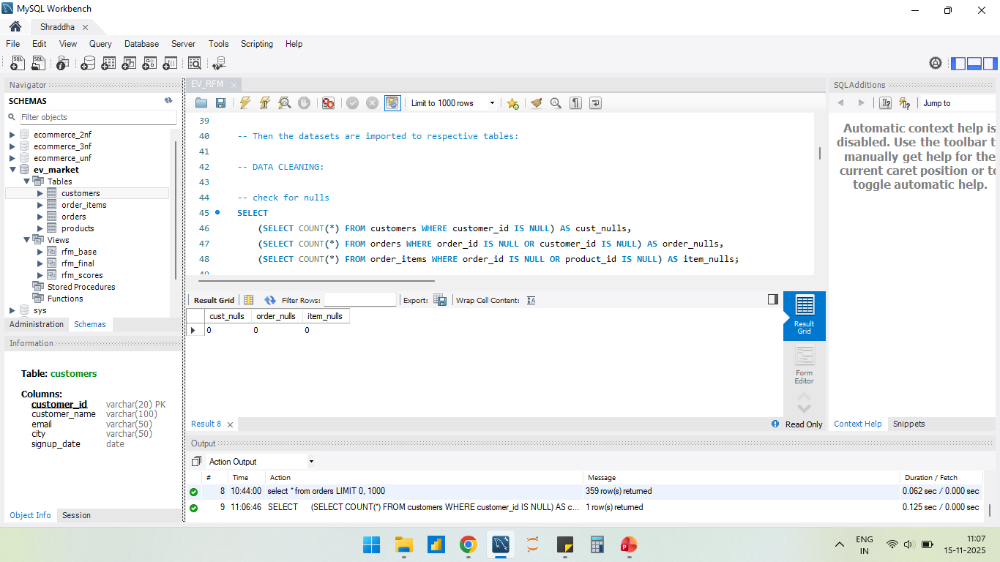 MySQL Workbench
Shraddha
File Edit View Query Database Server Tools Scripting Help
Navigator
SCHEMAS
Filter objects
ecommerce_2nf
ecommerce_3nf
ecommerce_unf
ev_market
Tables
customers
order_items
orders
products
Views
rfm_base
rfm_final
rfm_scores
Stored Procedures
Functions
sys
Administration Schemas
Information
Table: customers
Columns:
customer_id varchar(20) PK
customer_name varchar(100)
email varchar(50)
city varchar(50)
signup_date date
Object Info Session
EV_RFM
Limit to 1000 rows
39
40 -- Then the datasets are imported to respective tables:
41
42 -- DATA CLEANING:
43
44 -- check for nulls
45 SELECT
46 (SELECT COUNT(*) FROM customers WHERE customer_id IS NULL) AS cust_nulls,
47 (SELECT COUNT(*) FROM orders WHERE order_id IS NULL OR customer_id IS NULL) AS order_nulls,
48 (SELECT COUNT(*) FROM order_items WHERE order_id IS NULL OR product_id IS NULL) AS item_nulls;
49
Result Grid Filter Rows: Export: Wrap Cell Content:
cust_nulls order_nulls item_nulls
0 0 0
Result Grid
Form Editor
Result 8
Read Only
SQLAdditions
Jump to
Automatic context help is
disabled. Use the toolbar t
manually get help for the
current caret position or to
toggle automatic help.
Context Help Snippets
Output
Action Output
# Time Action Message Duration / Fetch
8 10:44:00 select * from orders LIMIT 0, 1000 359 row(s) returned 0.062 sec / 0.000 sec
9 11:06:46 SELECT (SELECT COUNT(*) FROM customers WHERE customer_id IS NULL) AS c... 1 row(s) returned 0.125 sec / 0.000 sec
ENG
IN
11:07
15-11-2025